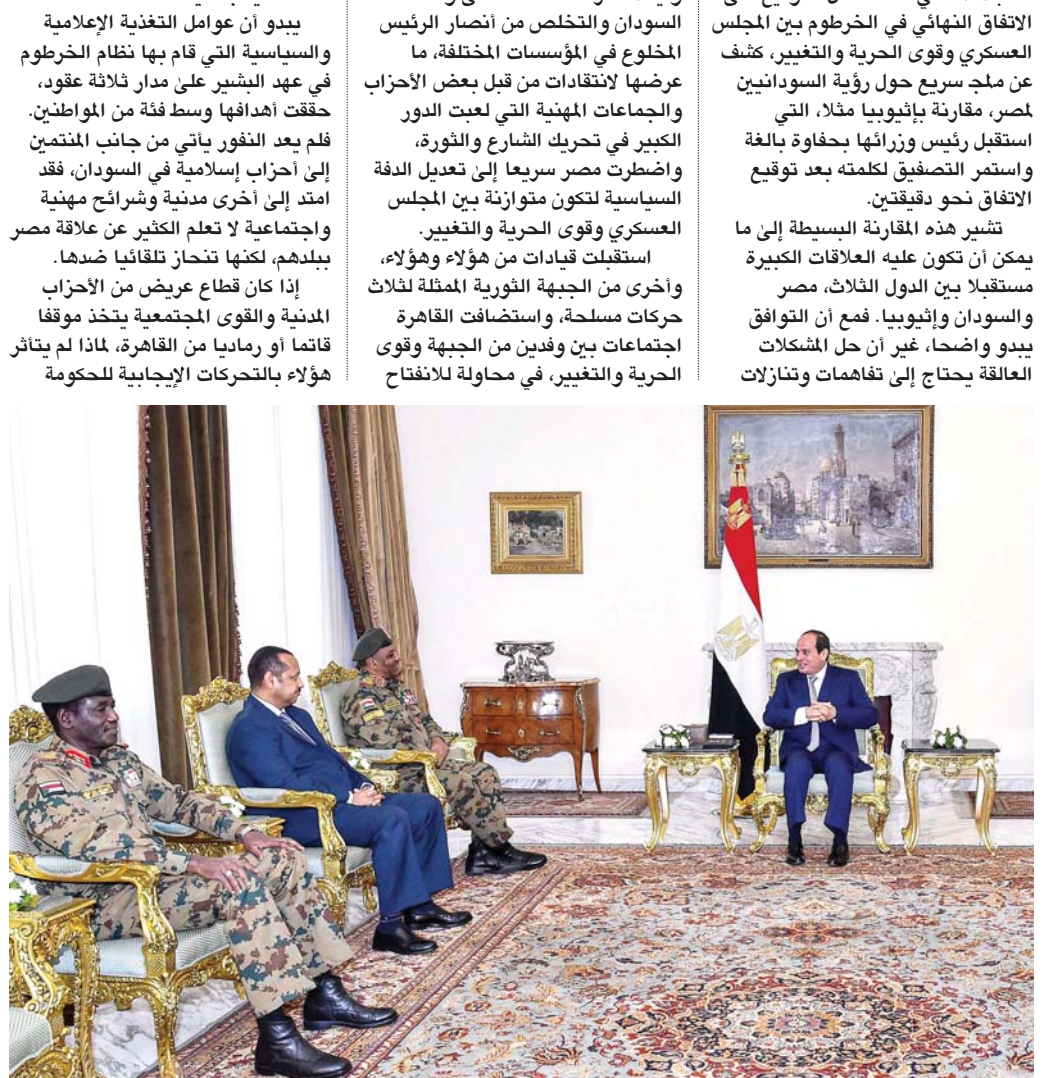 الاتفاق النهائي في الخرطوم بين المجلس
العسكري وقوى الحرية والتغيير، كشف
عن ملمح سريع حول رؤية السودانيين
لمصر، مقارنة بإثيوبيا مثلا، التي
استقبل رئيس وزرائها بحفاوة بالغة
واستمر التصفيق لكلمته بعد توقيع
الاتفاق نحو دقيقتين.
تشير هذه المقارنة البسيطة إلىٰ ما
يمكن أن تكون عليه العلاقات الكبيرة
مستقبلا بين الدول الثلاث، مصر
والسودان وإثيوبيا. فمع أن التوافق
يبدو واضحا، غير أن حل المشكلات
العالقة يحتاج إلىٰ تفاهمات وتنازلات
السودان والتخلص من أنصار الرئيس
المخلوع في المؤسسات المختلفة، ما
عرضها لانتقادات من قبل بعض الأحزاب
والجماعات المهنية التي لعبت الدور
الكبير في تحريك الشارع والثورة،
واضطرت مصر سريعا إلىٰ تعديل الدفة
السياسية لتكون متوازنة بين المجلس
العسكري وقوى الحرية والتغيير.
استقبلت قيادات من هؤلاء وهؤلاء،
وأخرى من الجبهة الثورية الممثلة لثلاث
حركات مسلحة، واستضافت القاهرة
اجتماعات بين وفدين من الجبهة وقوى
الحرية والتغيير، في محاولة للانفتاح
يبدو أن عوامل التغذية الإعلامية
والسياسية التي قام بها نظام الخرطوم
في عهد البشير علىٰ مدار ثلاثة عقود،
حققت أهدافها وسط فئة من المواطنين.
فلم يعد النفور يأتي من جانب المنتمين
إلىٰ أحزاب إسلامية في السودان، فقد
امتد إلىٰ أخرى مدنية وشرائح مهنية
واجتماعية لا تعلم الكثير عن علاقة مصر
ببلدهم، لكنها تنحاز تلقائيا ضدها.
إذا كان قطاع عريض من الأحزاب
المدنية والقوى المجتمعية يتخذ موقفا
قاتما أو رماديا من القاهرة، لماذا لم يتأثر
هؤلاء بالتحركات الإيجابية للحكومة